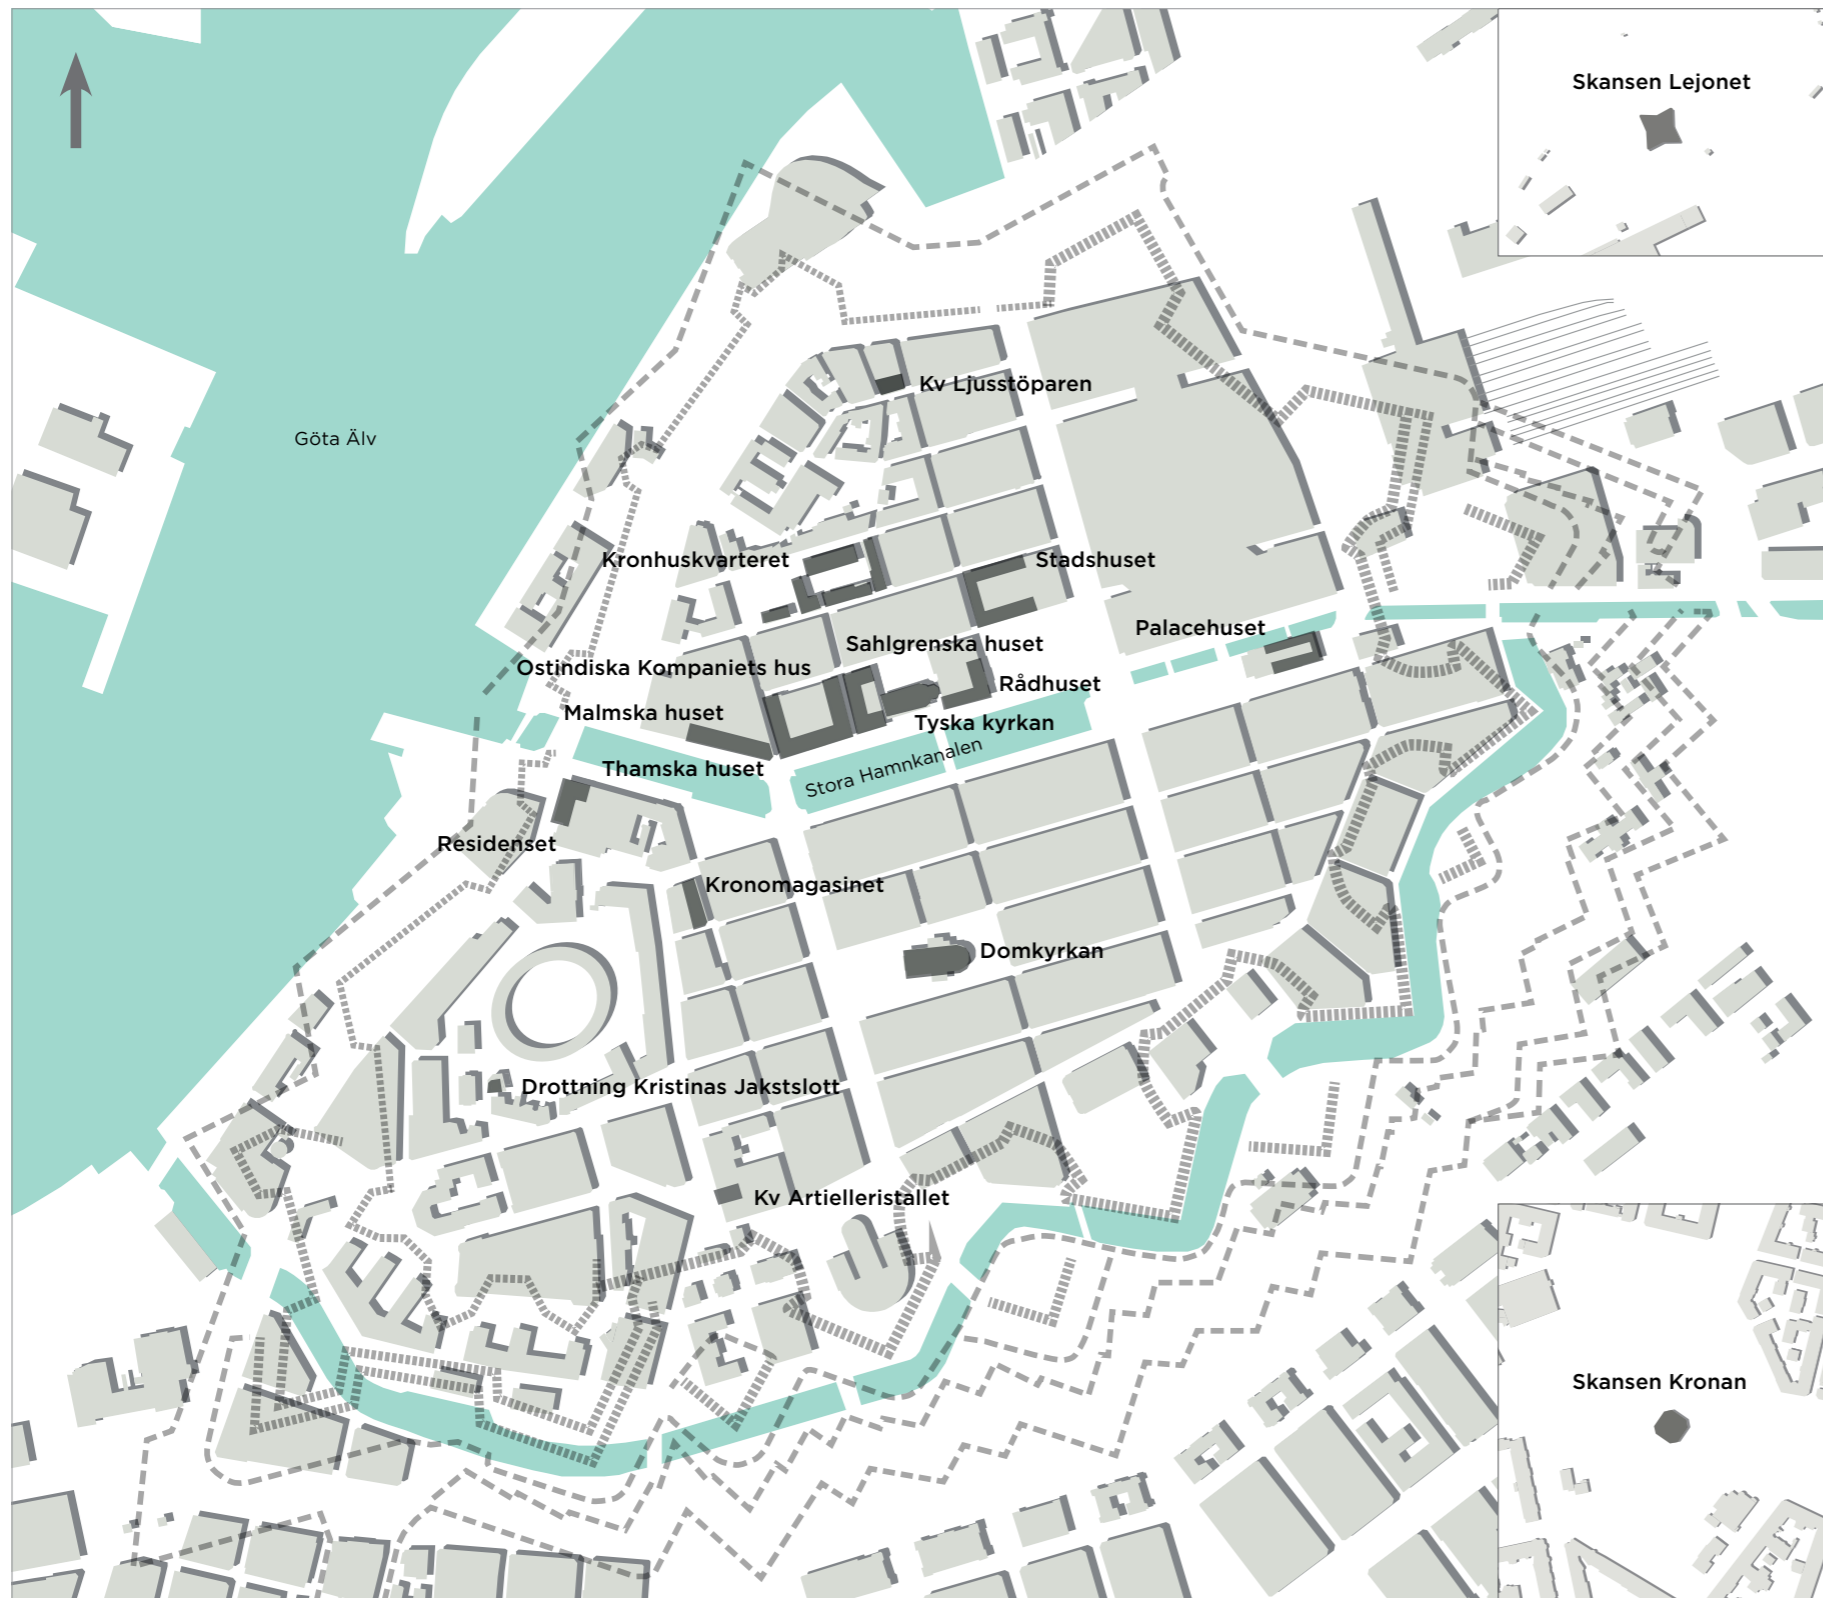 Skansen Lejonet
Kv Ljusstöparen
Göta Älv
Kronhuskvarteret
Stadshuset
Palacehuset
Sahlgrenska huset
Ostindiska Kompaniets hus
Rådhuset
Malmska huset
Tyska kyrkan
Stora Hamnkanalen
Thamska huset
Residenset
Kronomagasinet
Domkyrkan
Drottning Kristinas Jakstslott
Kv Artielleristallet
Skansen Kronan